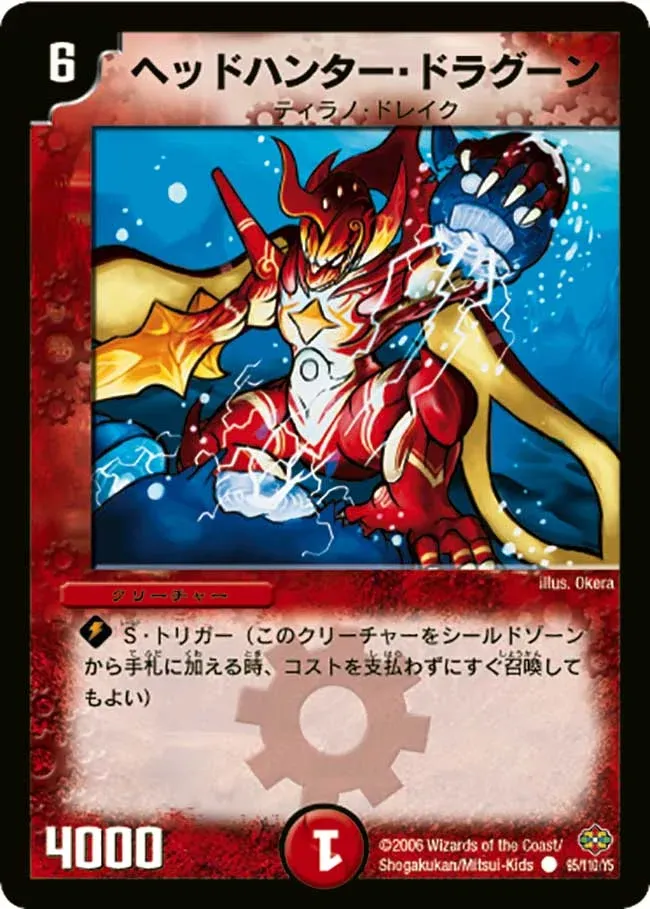 6
ヘッドハンター・ドラグーン
ティラノ・ドレイク
illus. Okera
クリーチャー
S・トリガー（このクリーチャーをシールドゾーン
から手札に加える時、コストを支払わずにすぐ召喚して
もよい）
4000
1
©2006 Wizards of the Coast/
Shogakukan/Mitsui-Kids
95/110/Y5